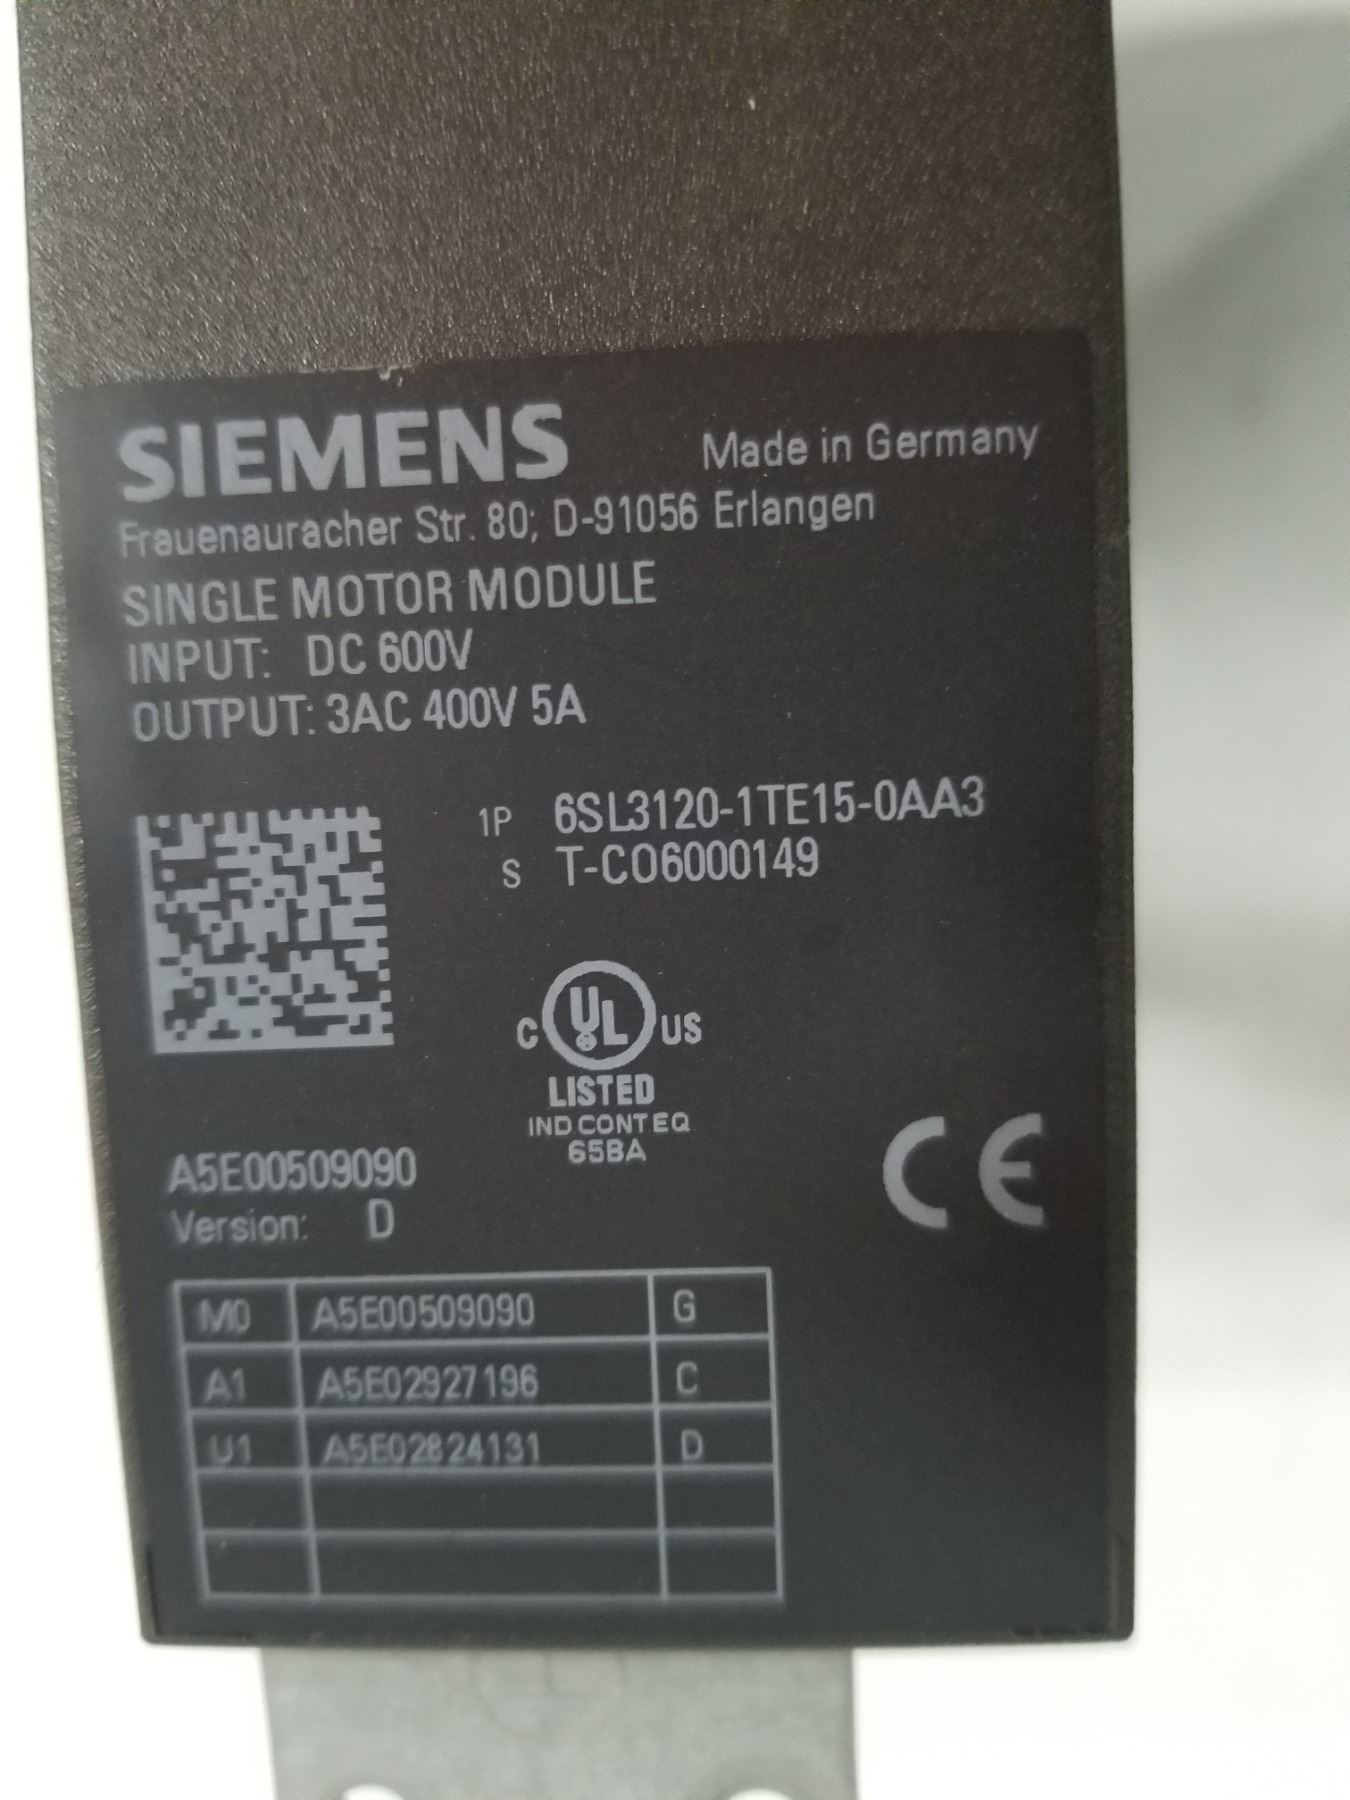 SIEMENS Made in Germany
Frauenauracher Str. 80; D-91056 Erlangen
SINGLE MOTOR MODULE
INPUT: DC 600V
OUTPUT: 3AC 400V 5A
1P 6SL3120-1TE15-0AA3
S T-CO6000149
C UL US
LISTED
IND CONT EQ
65BA
CE
A5E00509090
Version: D
M0 A5E00509090 G
A1 A5E02927196 C
U1 A5E02824131 D